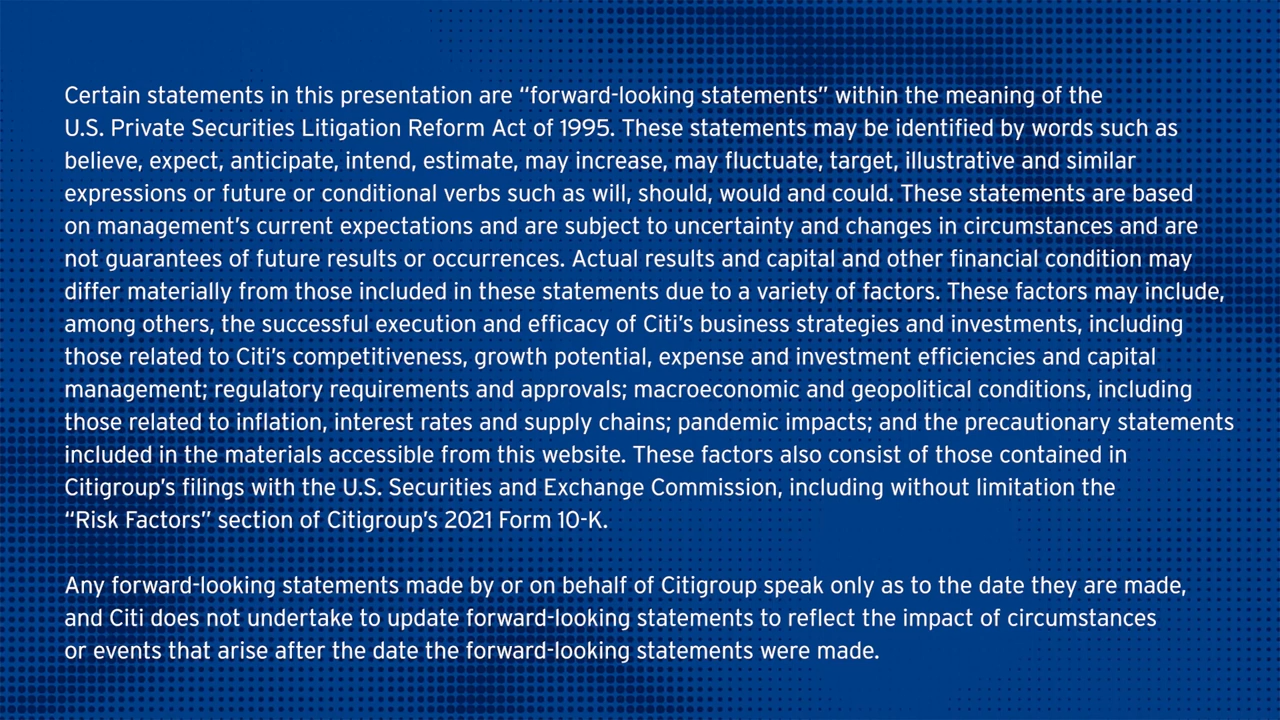 Certain statements in this presentation are “forward-looking statements” within the meaning of the
U.S. Private Securities Litigation Reform Act of 1995. These statements may be identified by words such as
believe, expect, anticipate, intend, estimate, may increase, may fluctuate, target, illustrative and similar
expressions or future or conditional verbs such as will, should, would and could. These statements are based
on management’s current expectations and are subject to uncertainty and changes in circumstances and are
not guarantees of future results or occurrences. Actual results and capital and other financial condition may
differ materially from those included in these statements due to a variety of factors. These factors may include,
among others, the successful execution and efficacy of Citi’s business strategies and investments, including
those related to Citi’s competitiveness, growth potential, expense and investment efficiencies and capital
management; regulatory requirements and approvals; macroeconomic and geopolitical conditions, including
those related to inflation, interest rates and supply chains; pandemic impacts; and the precautionary statements
included in the materials accessible from this website. These factors also consist of those contained in
Citigroup’s filings with the U.S. Securities and Exchange Commission, including without limitation the
“Risk Factors” section of Citigroup’s 2021 Form 10-K.
Any forward-looking statements made by or on behalf of Citigroup speak only as to the date they are made,
and Citi does not undertake to update forward-looking statements to reflect the impact of circumstances
or events that arise after the date the forward-looking statements were made.